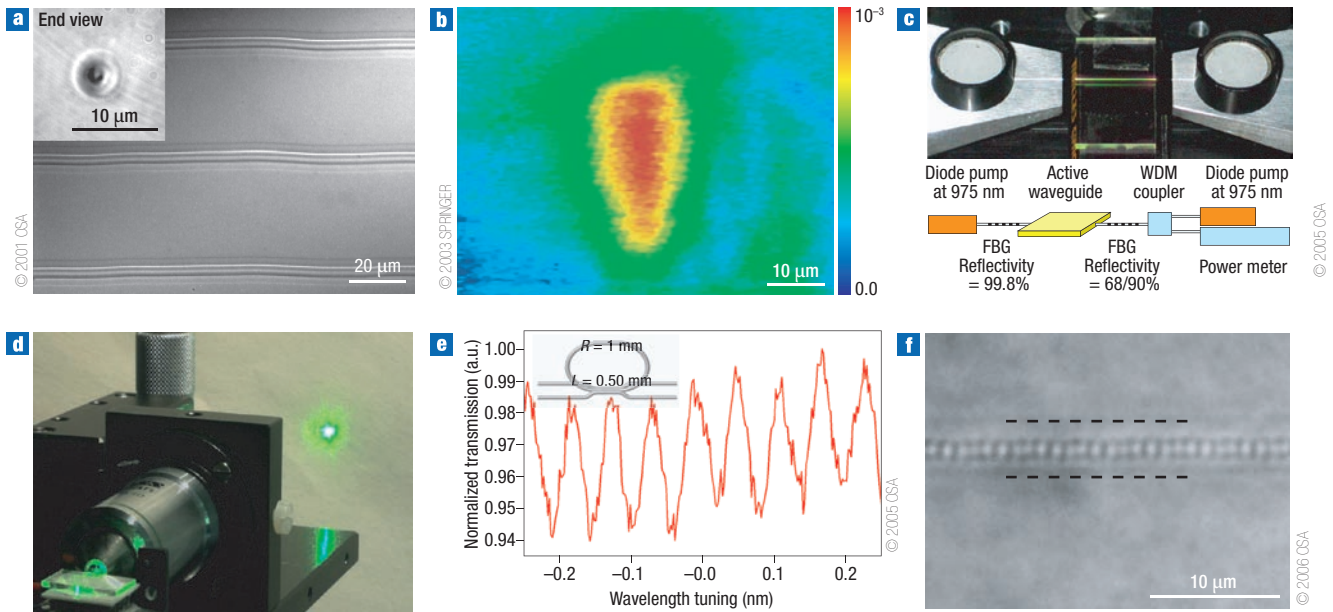 a
End view
10 µm
20 µm
© 2001 OSA
b
10⁻³
0.0
10 µm
© 2003 SPRINGER
c
Diode pump
at 975 nm
Active
waveguide
WDM
coupler
Diode pump
at 975 nm
FBG
Reflectivity
= 99.8%
FBG
Reflectivity
= 68/90%
Power meter
© 2005 OSA
d
e
Normalized transmission (a.u.)
1.00
0.99
0.98
0.97
0.96
0.95
0.94
R = 1 mm
L = 0.50 mm
–0.2
–0.1
–0.0
0.1
0.2
Wavelength tuning (nm)
© 2005 OSA
f
10 µm
© 2006 OSA